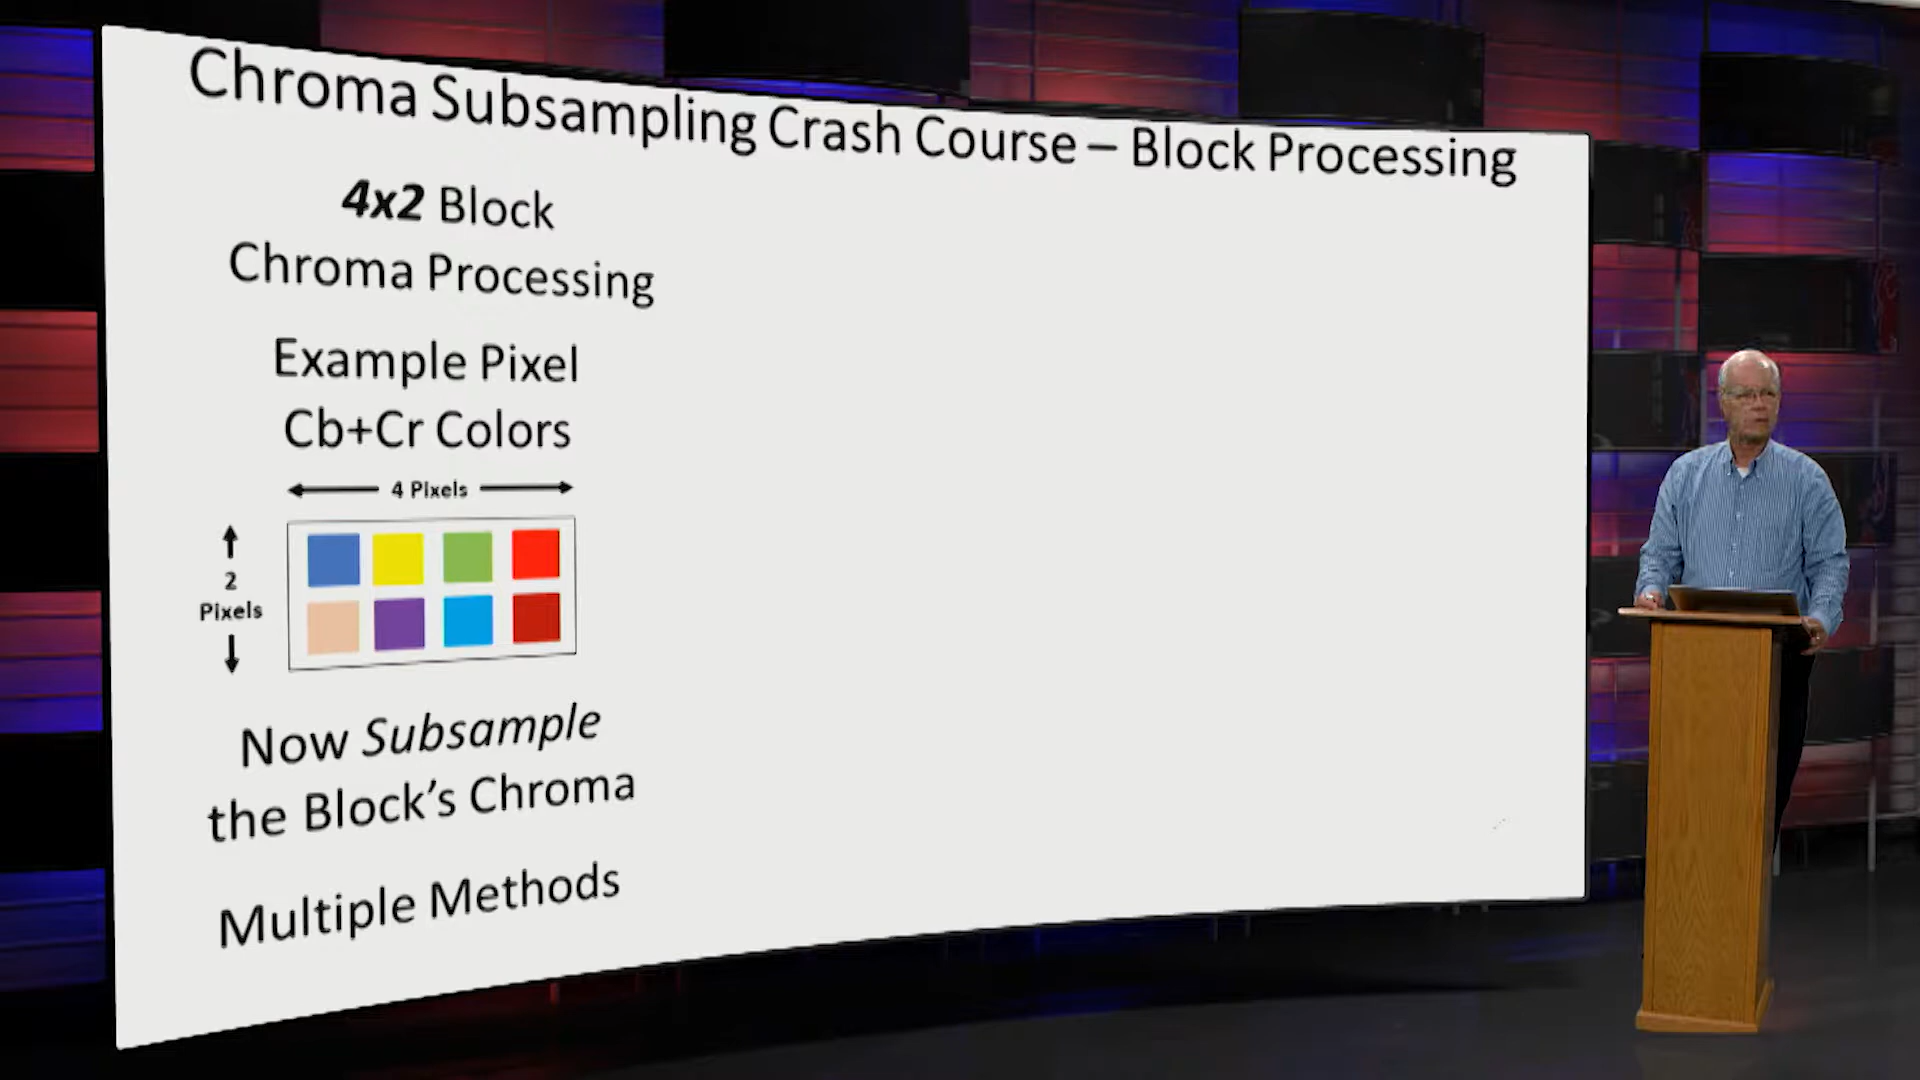 Chroma Subsampling Crash Course – Block Processing
4x2 Block
Chroma Processing
Example Pixel
Cb+Cr Colors
4 Pixels
2
Pixels
Now Subsample
the Block's Chroma
Multiple Methods